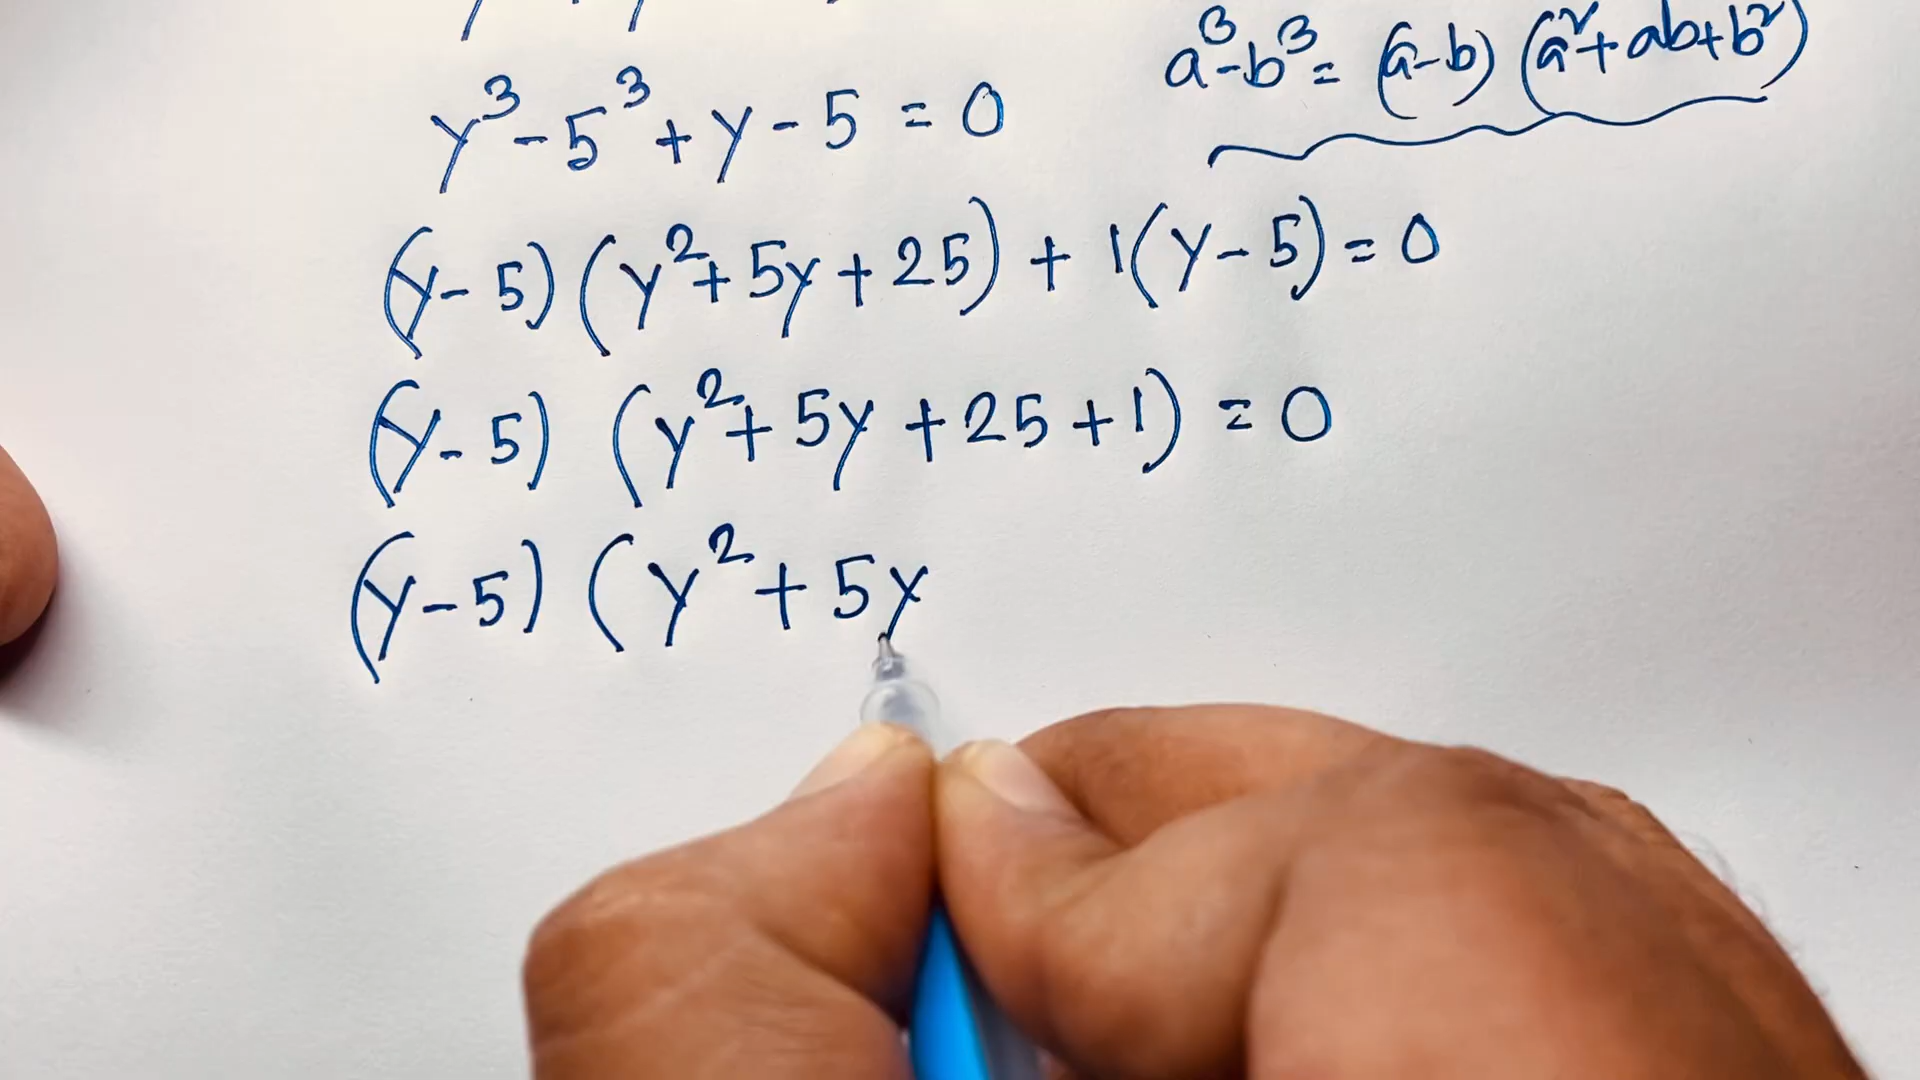 a³-b³ = (a-b) (a²+ab+b²)
y³ - 5³ + y - 5 = 0
(y-5) (y²+5y+25) + 1(y-5) = 0
(y-5) (y²+5y+25+1) = 0
(y-5) (y²+5y